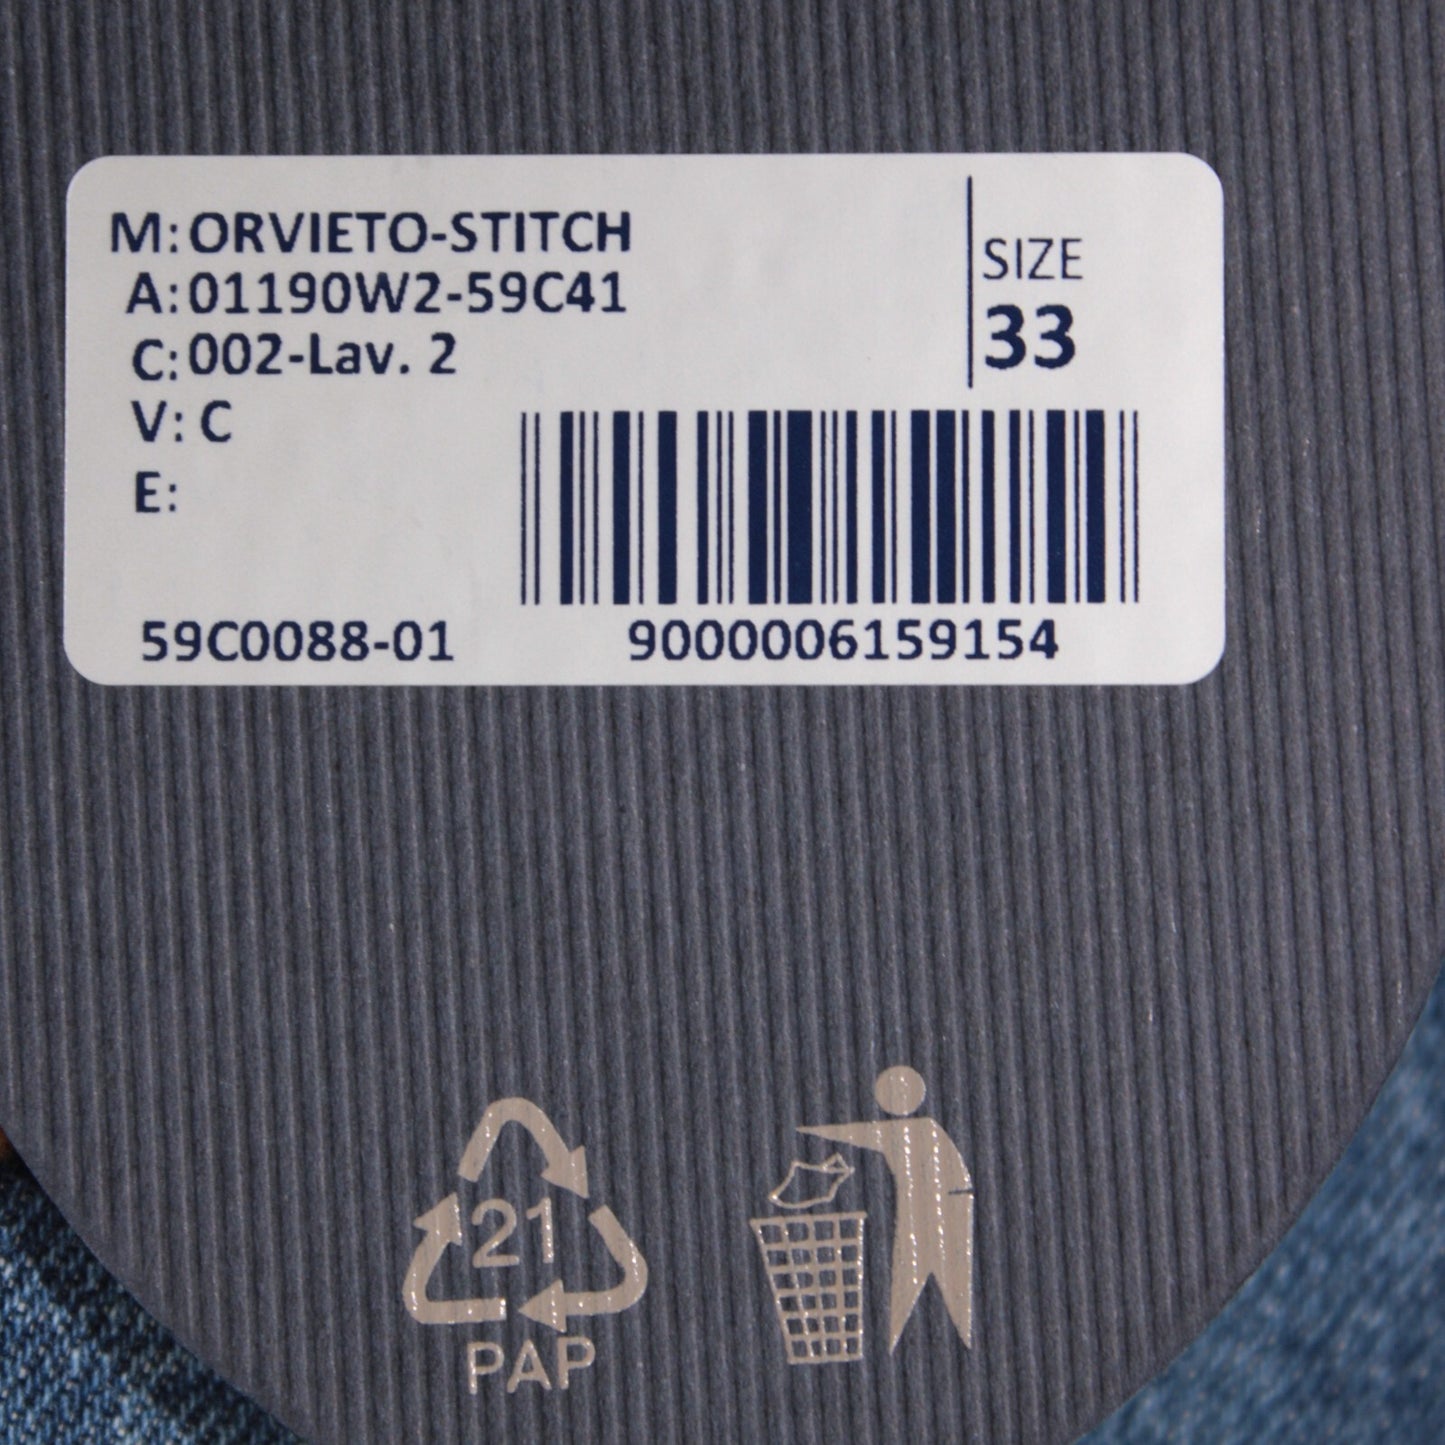 M: ORVIETO-STITCH
A: 01190W2-59C41
C: 002-Lav. 2
V: C
E:
SIZE
33
59C0088-01
9000006159154
21
PAP